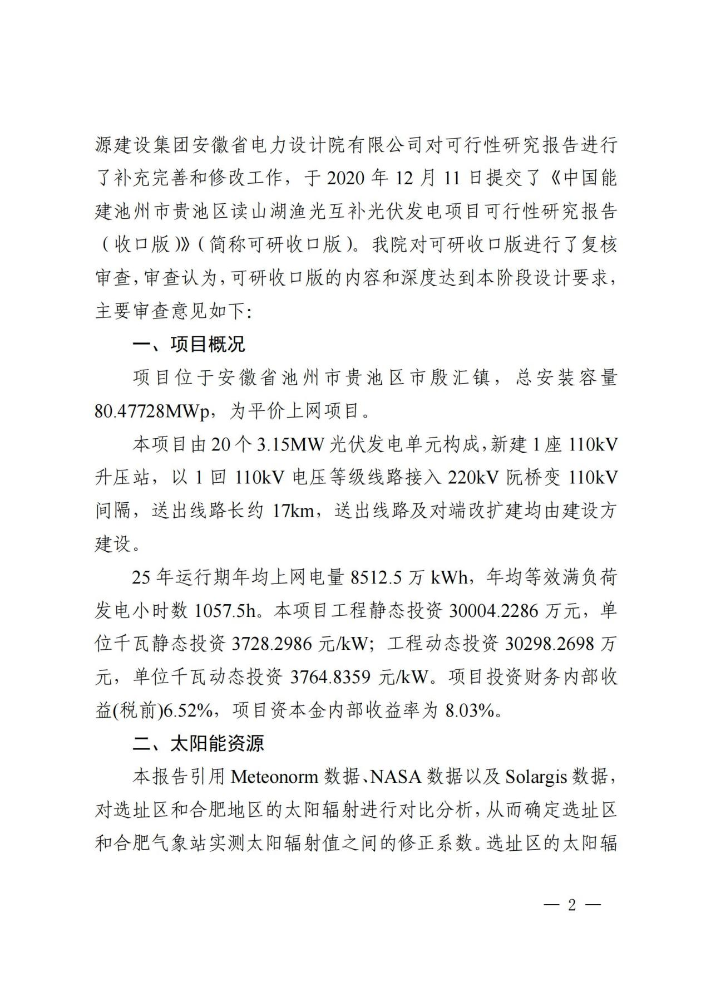 源建设集团安徽省电力设计院有限公司对可行性研究报告进行
了补充完善和修改工作，于 2020 年 12 月 11 日提交了《中国能
建池州市贵池区读山湖渔光互补光伏发电项目可行性研究报告
（收口版)》（简称可研收口版)。我院对可研收口版进行了复核
审查，审查认为，可研收口版的内容和深度达到本阶段设计要求，
主要审查意见如下：
一、项目概况
项目位于安徽省池州市贵池区市殷汇镇，总安装容量
80.47728MWp，为平价上网项目。
本项目由 20 个 3.15MW 光伏发电单元构成，新建 1 座 110kV
升压站，以 1 回 110kV 电压等级线路接入 220kV 阮桥变 110kV
间隔，送出线路长约 17km，送出线路及对端改扩建均由建设方
建设。
25 年运行期年均上网电量 8512.5 万 kWh，年均等效满负荷
发电小时数 1057.5h。本项目工程静态投资 30004.2286 万元，单
位千瓦静态投资 3728.2986 元/kW；工程动态投资 30298.2698 万
元，单位千瓦动态投资 3764.8359 元/kW。项目投资财务内部收
益(税前)6.52%，项目资本金内部收益率为 8.03%。
二、太阳能资源
本报告引用 Meteonorm 数据、NASA 数据以及 Solargis 数据，
对选址区和合肥地区的太阳辐射进行对比分析，从而确定选址区
和合肥气象站实测太阳辐射值之间的修正系数。选址区的太阳辐
— 2 —